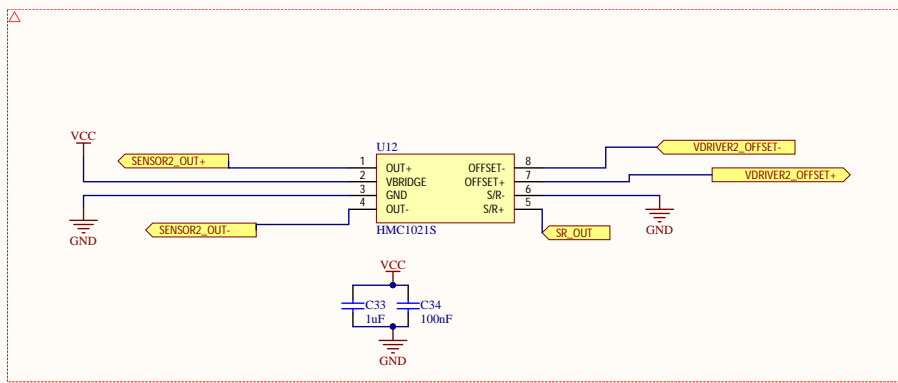 VCC
SENSOR2_OUT+
SENSOR2_OUT-
GND
U12
1
2
3
4
OUT+
VBRIDGE
GND
OUT-
OFFSET-
OFFSET+
S/R-
S/R+
8
7
6
5
HMC1021S
VDRIVER2_OFFSET-
VDRIVER2_OFFSET+
SR_OUT
GND
VCC
C33
1uF
C34
100nF
GND